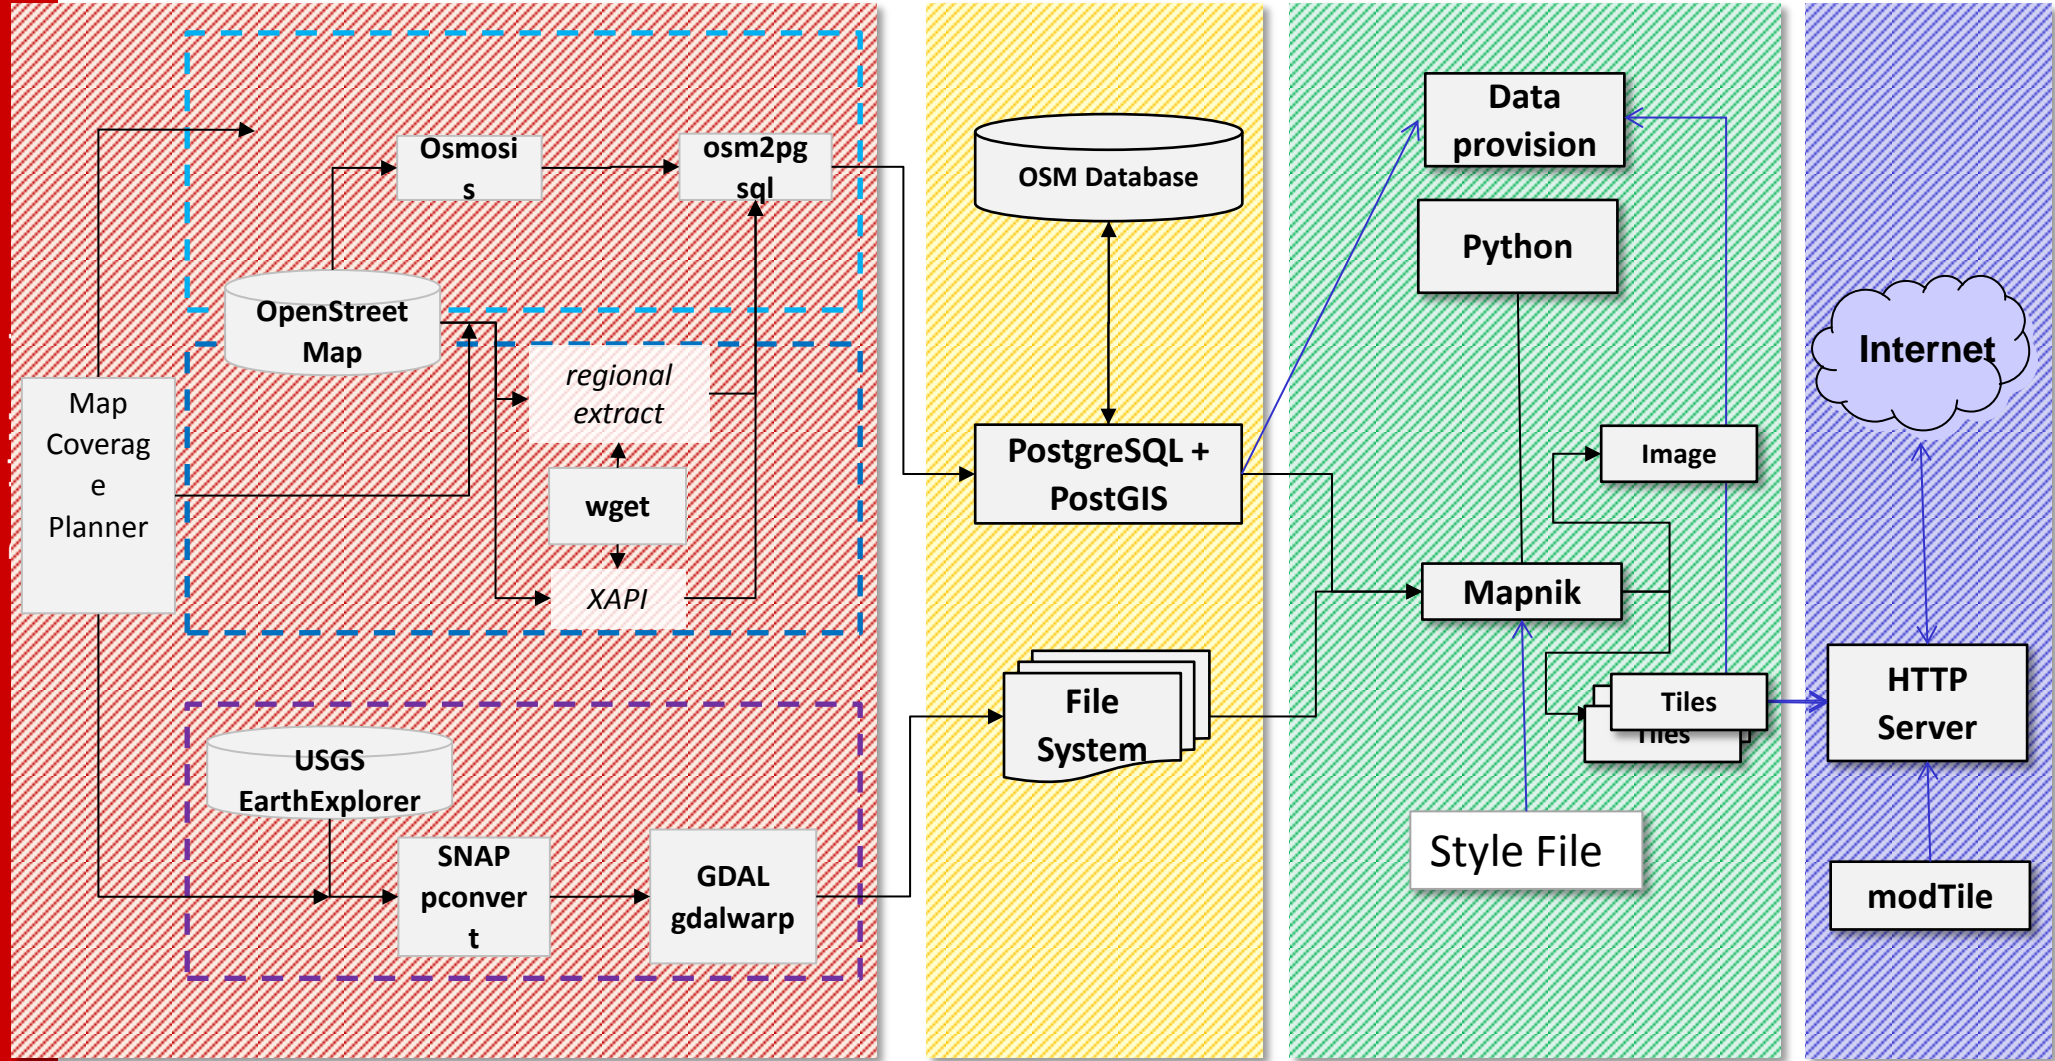 Map
Coverag
e
Planner
Osmosi
s
osm2pg
sql
OpenStreet
Map
regional
extract
wget
XAPI
USGS
EarthExplorer
SNAP
pconver
t
GDAL
gdalwarp
OSM Database
PostgreSQL +
PostGIS
File
System
Data
provision
Python
Image
Mapnik
Tiles
Tiles
Style File
Internet
HTTP
Server
modTile